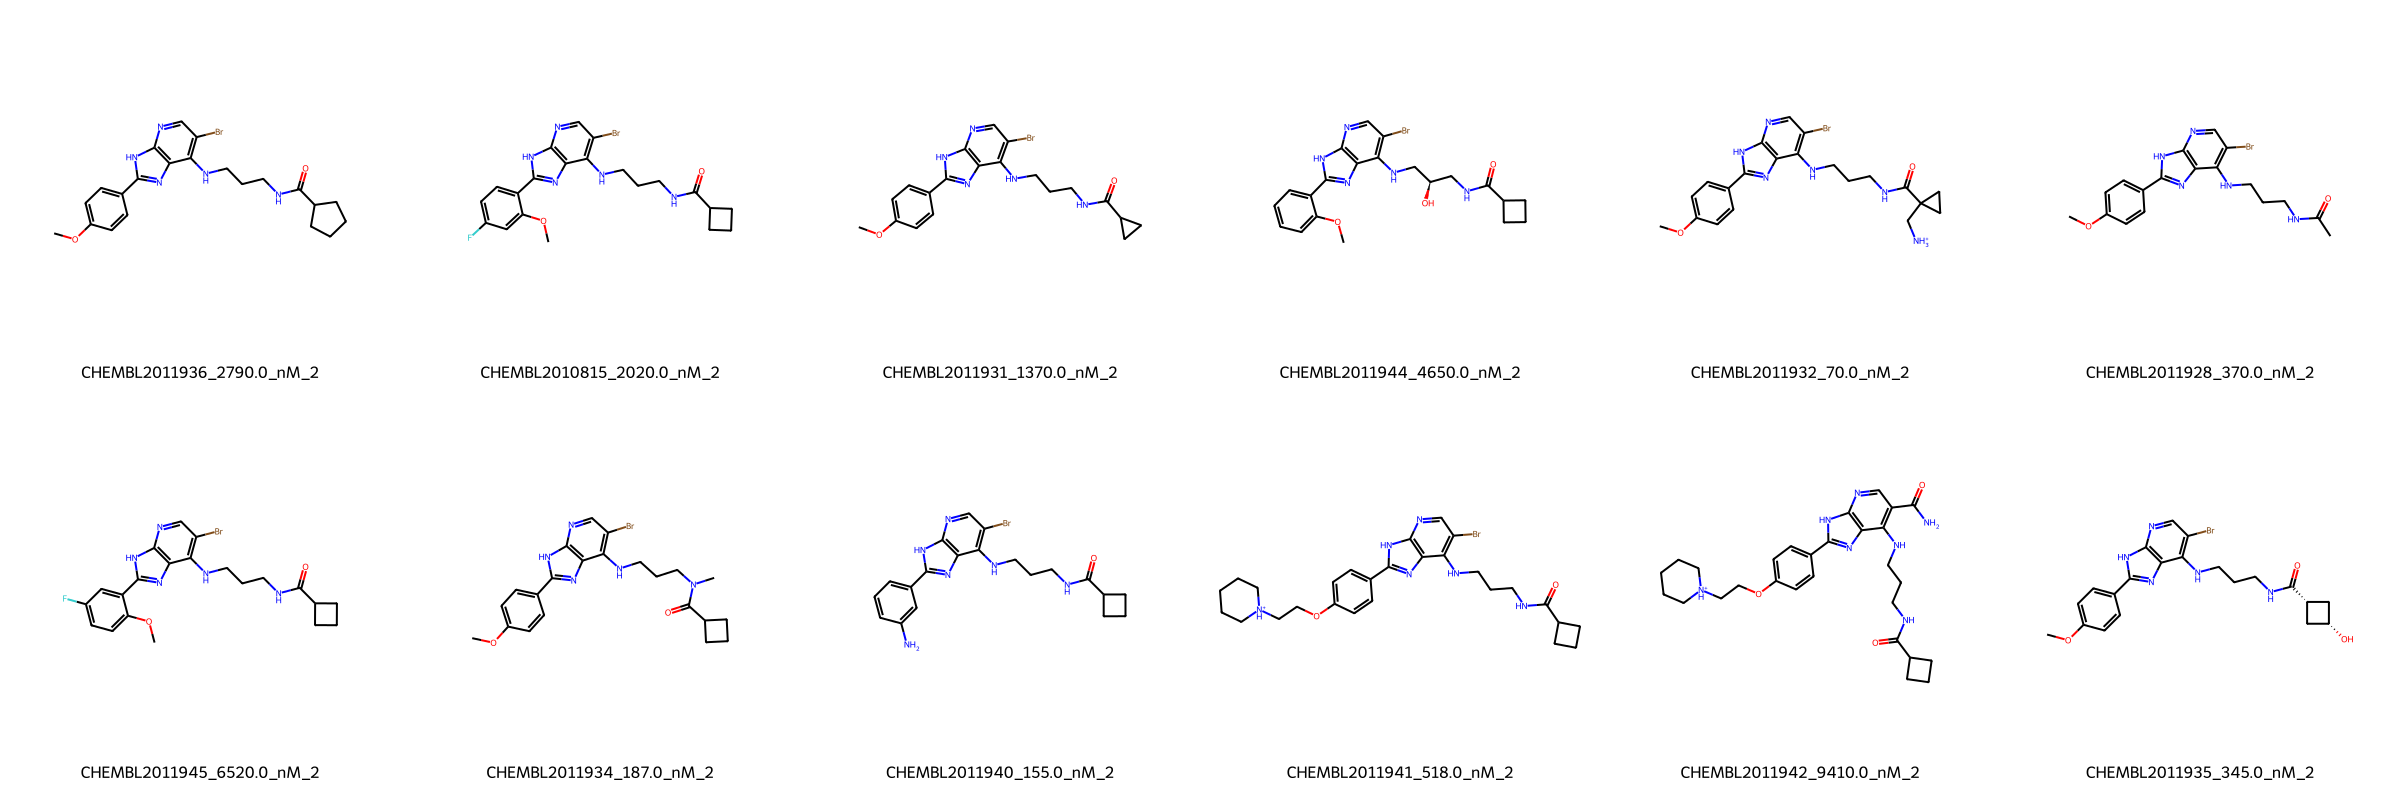 CHEMBL2011936_2790.0_nM_2
CHEMBL2010815_2020.0_nM_2
CHEMBL2011931_1370.0_nM_2
CHEMBL2011944_4650.0_nM_2
CHEMBL2011932_70.0_nM_2
CHEMBL2011928_370.0_nM_2
CHEMBL2011945_6520.0_nM_2
CHEMBL2011934_187.0_nM_2
CHEMBL2011940_155.0_nM_2
CHEMBL2011941_518.0_nM_2
CHEMBL2011942_9410.0_nM_2
CHEMBL2011935_345.0_nM_2